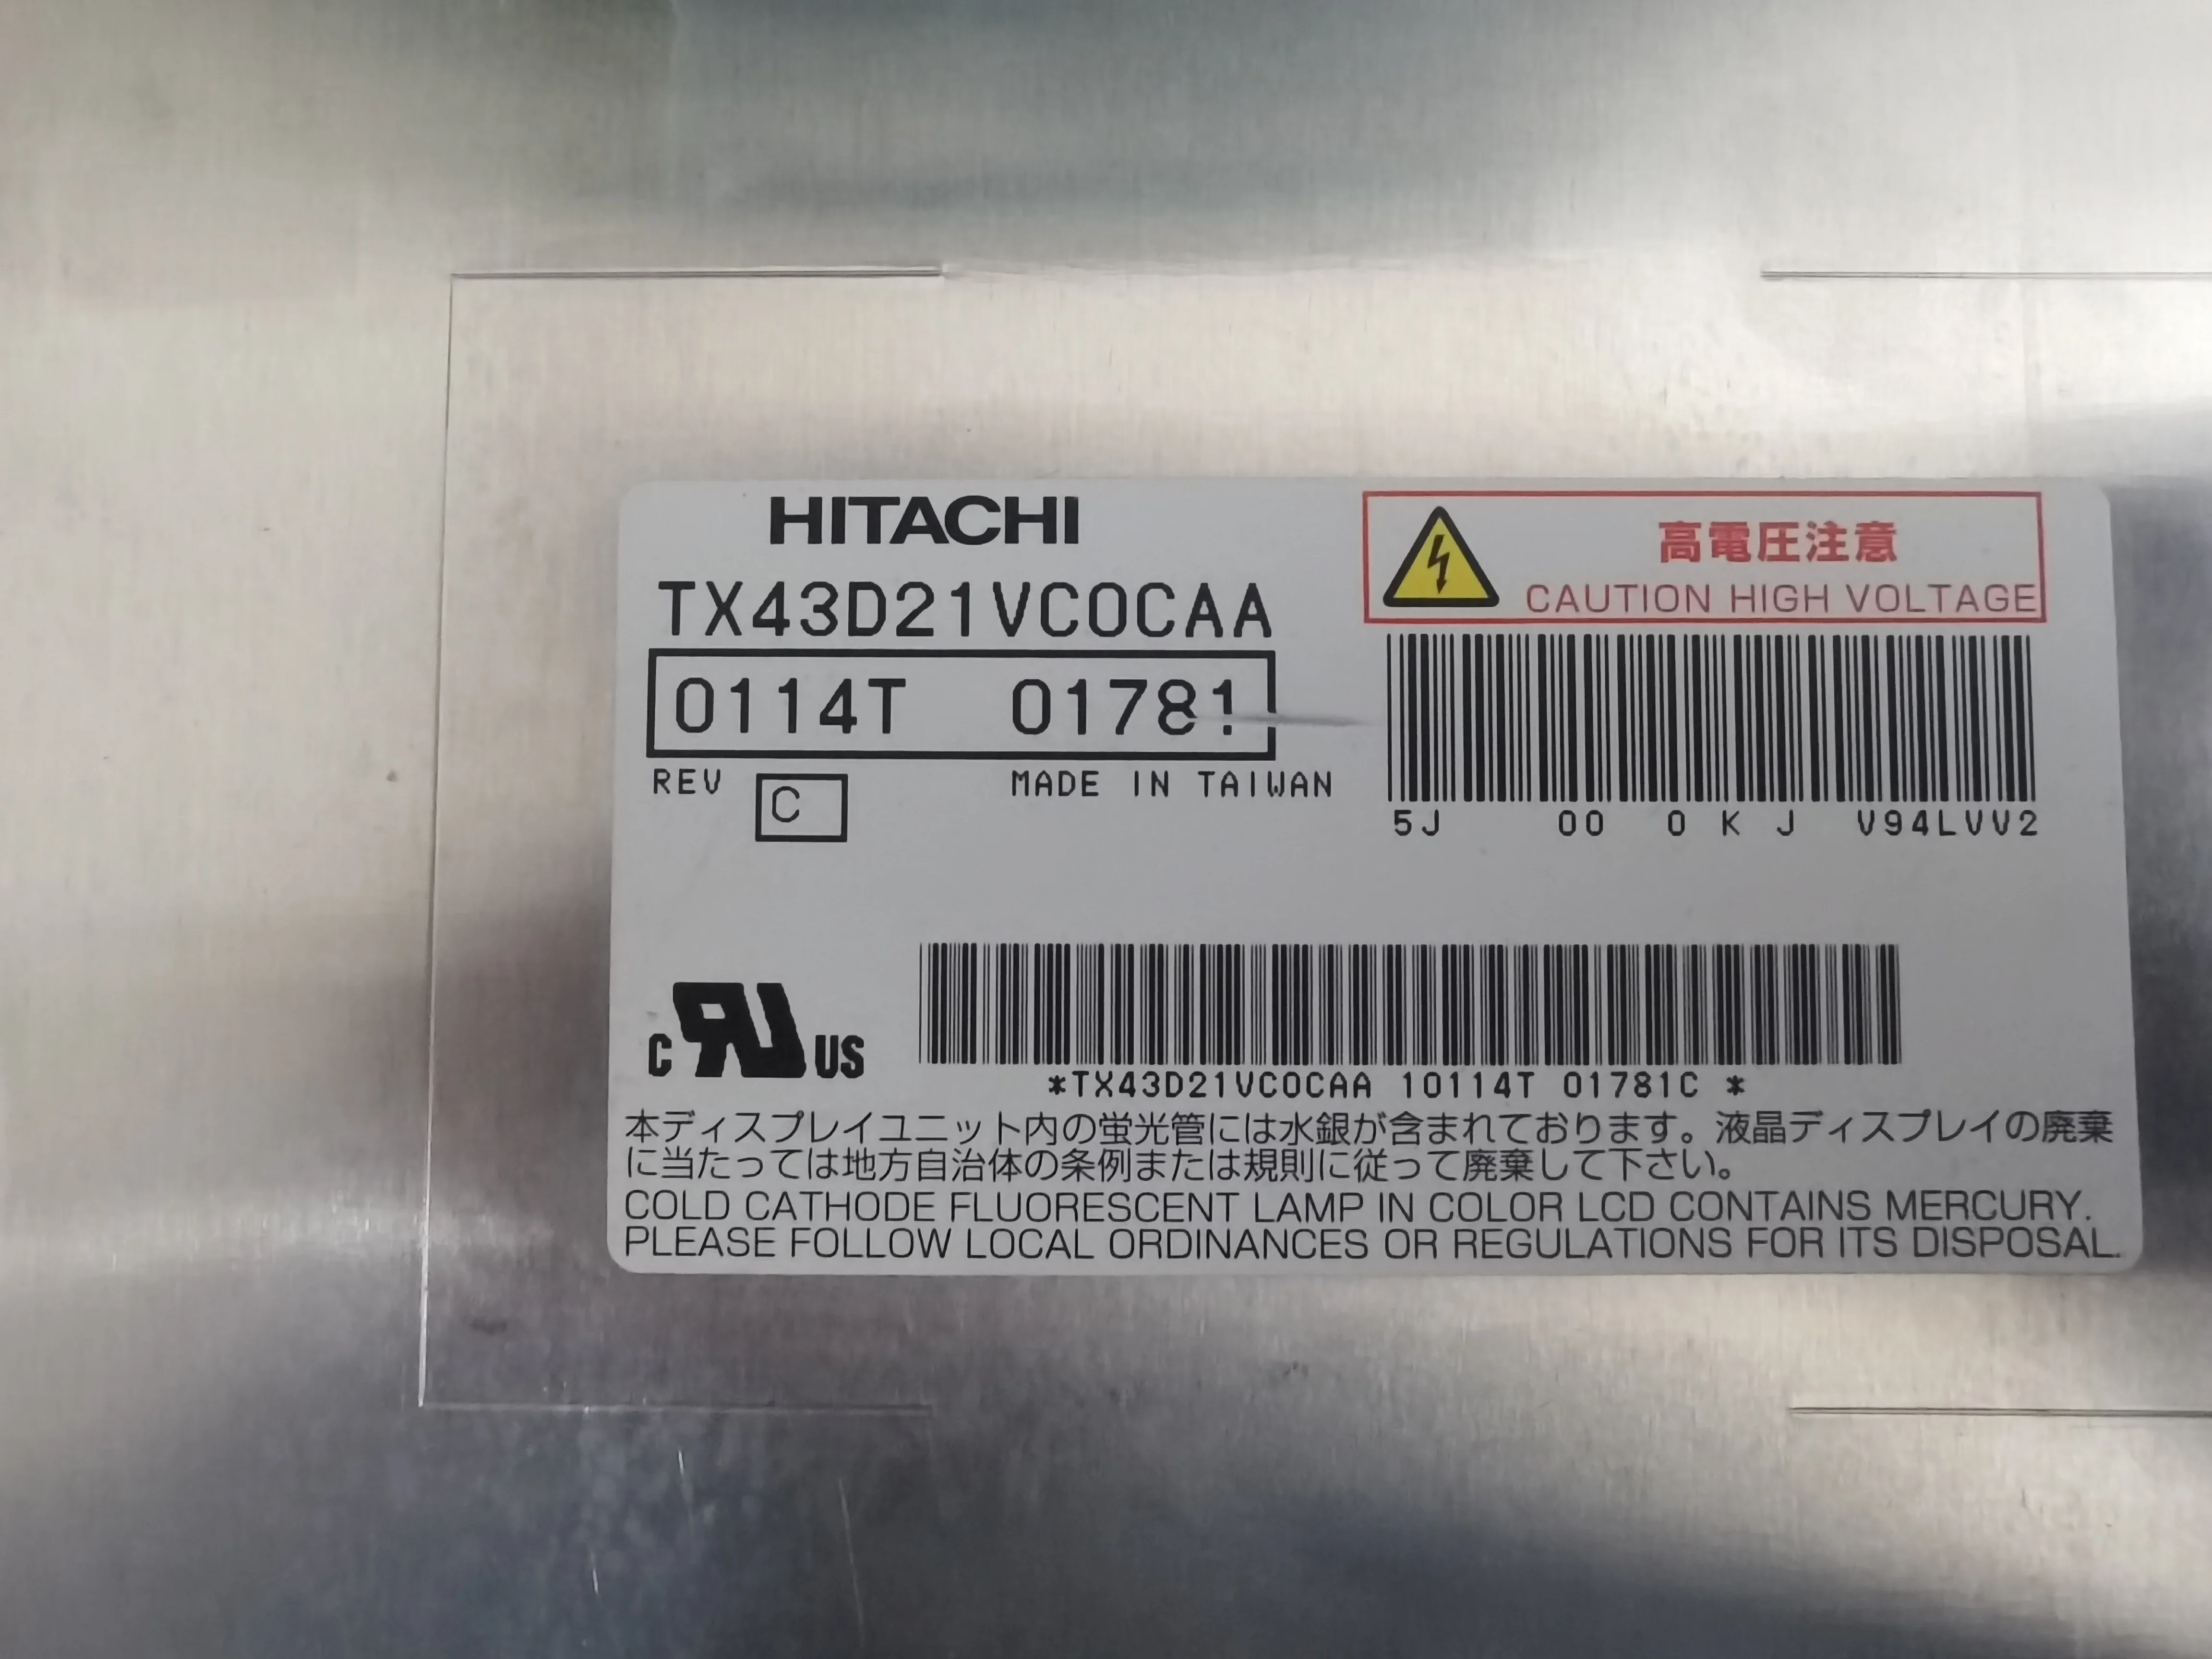 HITACHI
高電圧注意
CAUTION HIGH VOLTAGE
TX43D21VC0CAA
0114T 01781
REV C MADE IN TAIWAN
5J 00 0 K J V94LVV2
C US
*TX43D21VC0CAA 10114T 01781C *
本ディスプレイユニット内の蛍光管には水銀が含まれております。液晶ディスプレイの廃棄
に当たっては地方自治体の条例または規則に従って廃棄して下さい。
COLD CATHODE FLUORESCENT LAMP IN COLOR LCD CONTAINS MERCURY.
PLEASE FOLLOW LOCAL ORDINANCES OR REGULATIONS FOR ITS DISPOSAL.